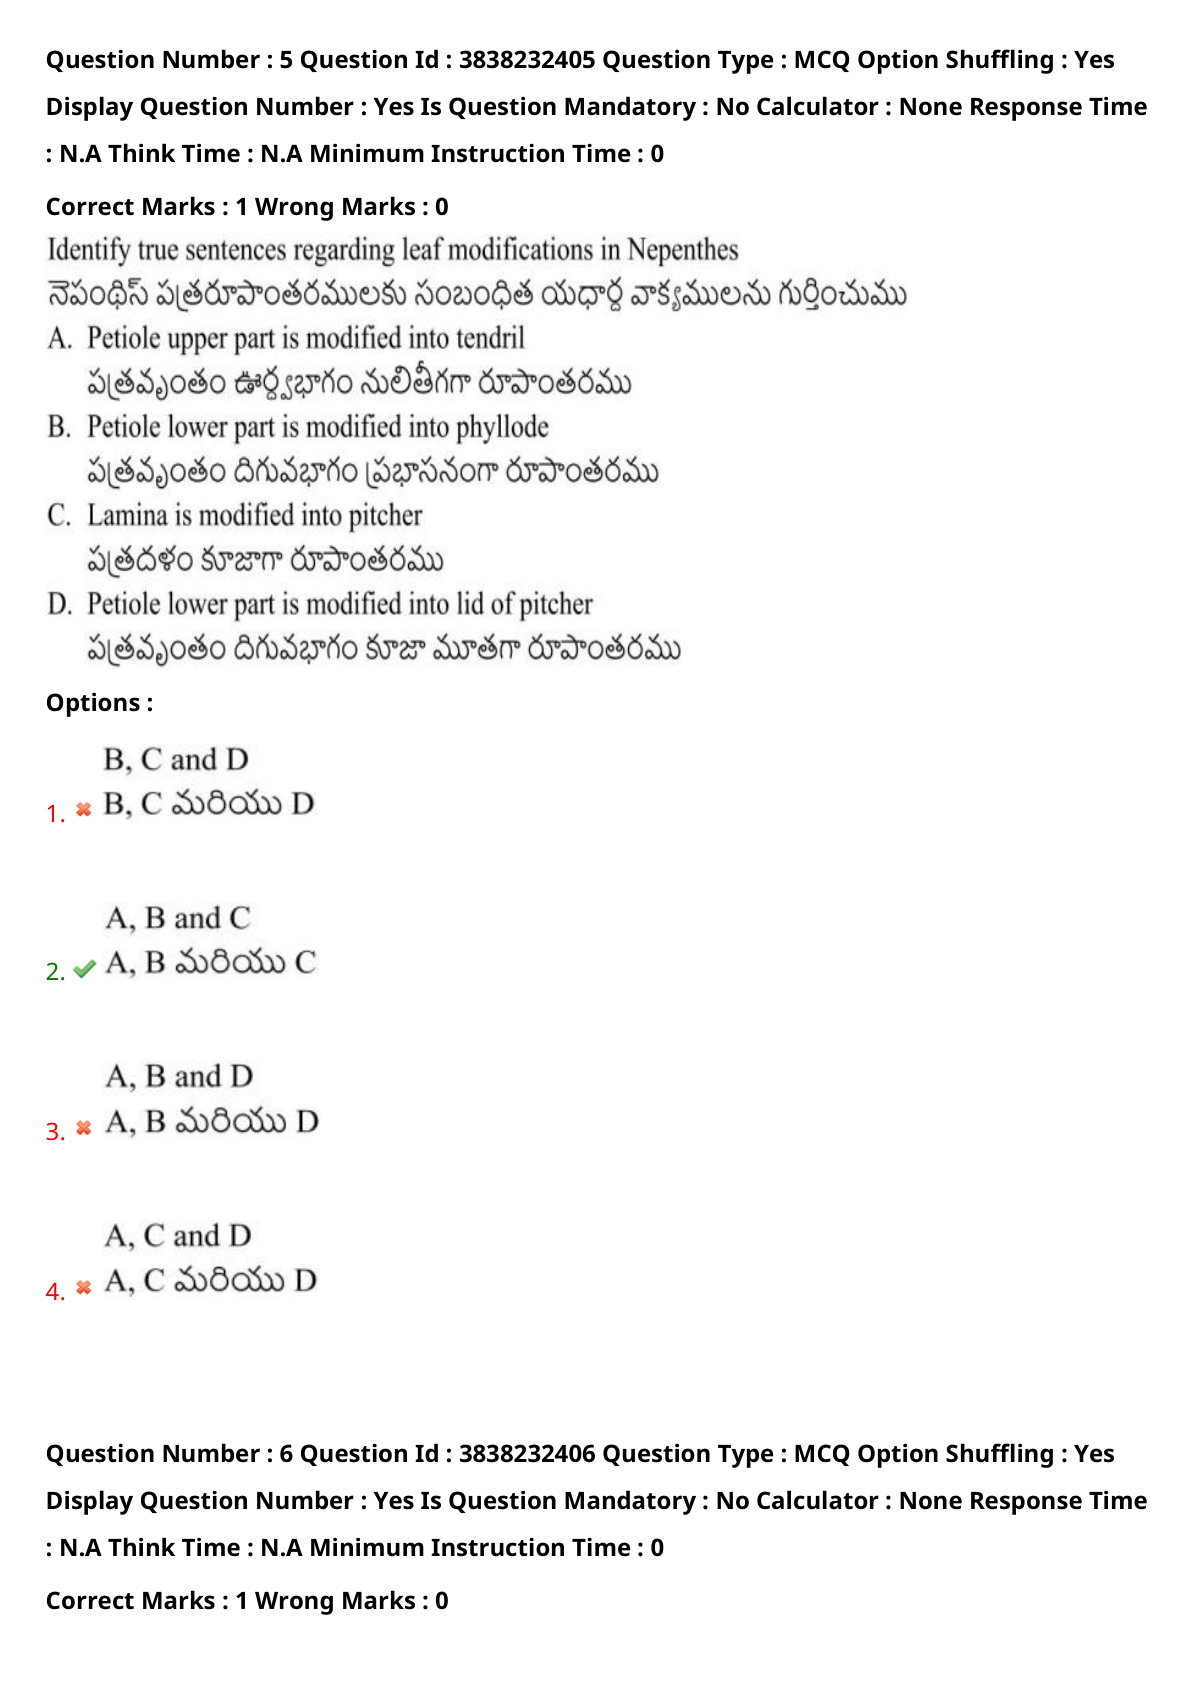 Question Number : 5 Question Id : 3838232405 Question Type : MCQ Option Shuffling : Yes
Display Question Number : Yes Is Question Mandatory : No Calculator : None Response Time
: N.A Think Time : N.A Minimum Instruction Time : 0
Correct Marks : 1 Wrong Marks : 0
Identify true sentences regarding leaf modifications in Nepenthes
నెపంథిస్ పత్రరూపాంతరములకు సంబంధిత యధార్ధ వాక్యములను గుర్తించుము
A. Petiole upper part is modified into tendril
పత్రవృంతం ఊర్ధ్వభాగం నులితీగగా రూపాంతరము
B. Petiole lower part is modified into phyllode
పత్రవృంతం దిగువభాగం ప్రభాసనంగా రూపాంతరము
C. Lamina is modified into pitcher
పత్రదళం కూజాగా రూపాంతరము
D. Petiole lower part is modified into lid of pitcher
పత్రవృంతం దిగువభాగం కూజా మూతగా రూపాంతరము
Options :
B, C and D
1. B, C మరియు D
A, B and C
2. A, B మరియు C
A, B and D
3. A, B మరియు D
A, C and D
4. A, C మరియు D
Question Number : 6 Question Id : 3838232406 Question Type : MCQ Option Shuffling : Yes
Display Question Number : Yes Is Question Mandatory : No Calculator : None Response Time
: N.A Think Time : N.A Minimum Instruction Time : 0
Correct Marks : 1 Wrong Marks : 0